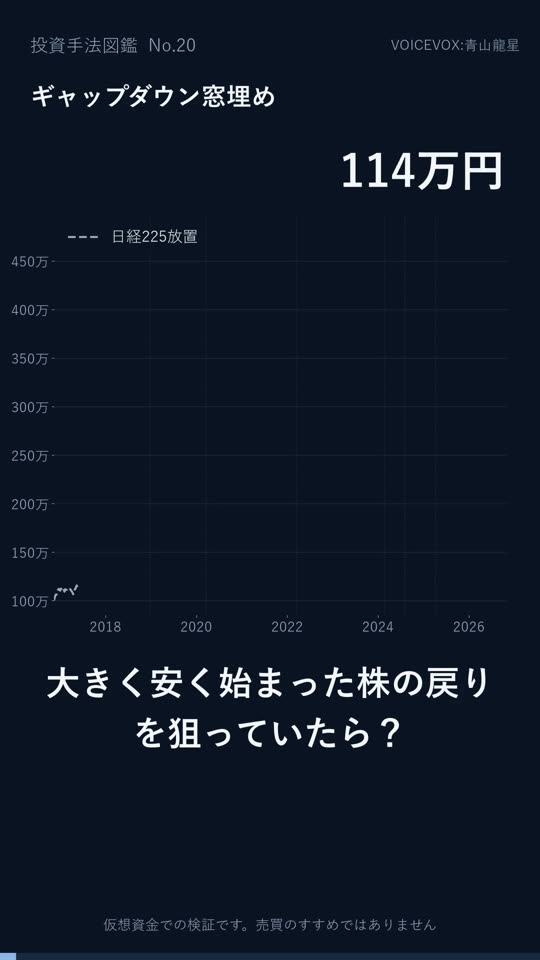 投資手法図鑑 No.20
VOICEVOX:青山龍星
ギャップダウン窓埋め
114万円
日経225放置
450万
400万
350万
300万
250万
200万
150万
100万
2018 2020 2022 2024 2026
大きく安く始まった株の戻り
を狙っていたら？
仮想資金での検証です。売買のすすめではありません